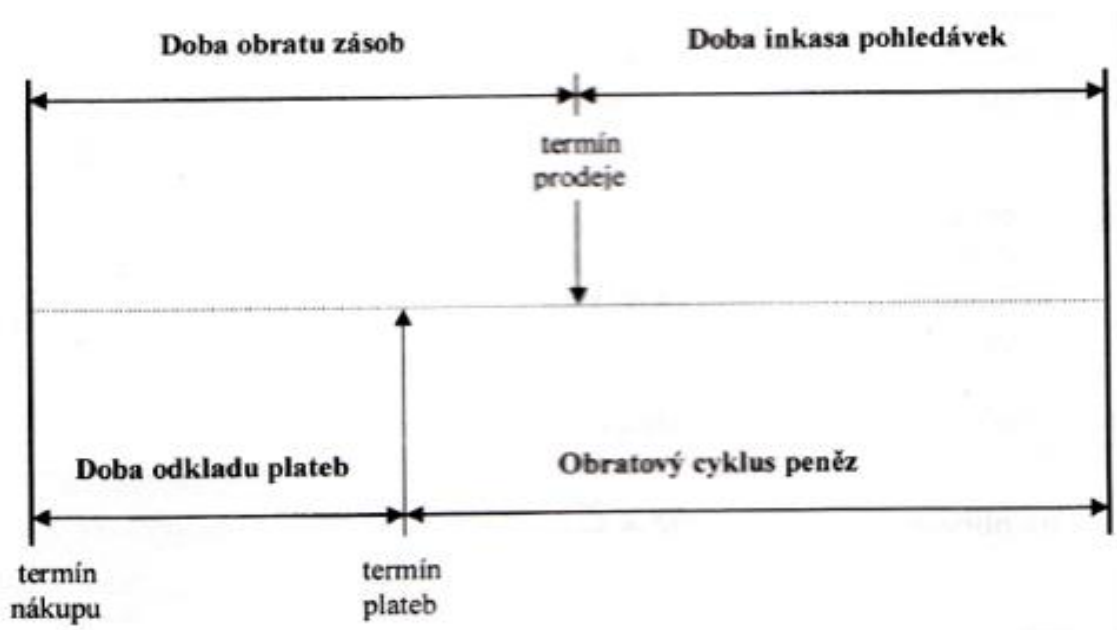 Doba obratu zásob
Doba inkasa pohledávek
termín
prodeje
Doba odkladu plateb
Obratový cyklus peněz
termín
nákupu
termín
plateb